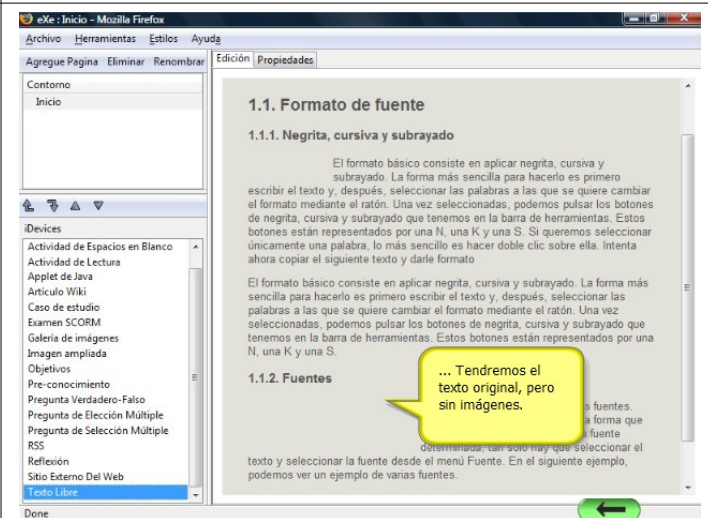 eXe : Inicio - Mozilla Firefox
Archivo Herramientas Estilos Ayuda
Agregue Pagina Eliminar Renombrar
Contorno
Inicio
iDevices
Actividad de Espacios en Blanco
Actividad de Lectura
Applet de Java
Artículo Wiki
Caso de estudio
Examen SCORM
Galería de imágenes
Imagen ampliada
Objetivos
Pre-conocimiento
Pregunta Verdadero-Falso
Pregunta de Elección Múltiple
Pregunta de Selección Múltiple
RSS
Reflexión
Sitio Externo Del Web
Texto Libre
Done
Edición Propiedades
1.1. Formato de fuente
1.1.1. Negrita, cursiva y subrayado
El formato básico consiste en aplicar negrita, cursiva y
subrayado. La forma más sencilla para hacerlo es primero
escribir el texto y, después, seleccionar las palabras a las que se quiere cambiar
el formato mediante el ratón. Una vez seleccionadas, podemos pulsar los botones
de negrita, cursiva y subrayado que tenemos en la barra de herramientas. Estos
botones están representados por una N, una K y una S. Si queremos seleccionar
únicamente una palabra, lo más sencillo es hacer doble clic sobre ella. Intenta
ahora copiar el siguiente texto y darle formato
El formato básico consiste en aplicar negrita, cursiva y subrayado. La forma más
sencilla para hacerlo es primero escribir el texto y, después, seleccionar las
palabras a las que se quiere cambiar el formato mediante el ratón. Una vez
seleccionadas, podemos pulsar los botones de negrita, cursiva y subrayado que
tenemos en la barra de herramientas. Estos botones están representados por una
N, una K y una S.
1.1.2. Fuentes
... Tendremos el
texto original, pero
sin imágenes.
fuentes.
forma que
fuente
determinada, tan sólo hay que seleccionar el
texto y seleccionar la fuente desde el menú Fuente. En el siguiente ejemplo,
podemos ver un ejemplo de varias fuentes.